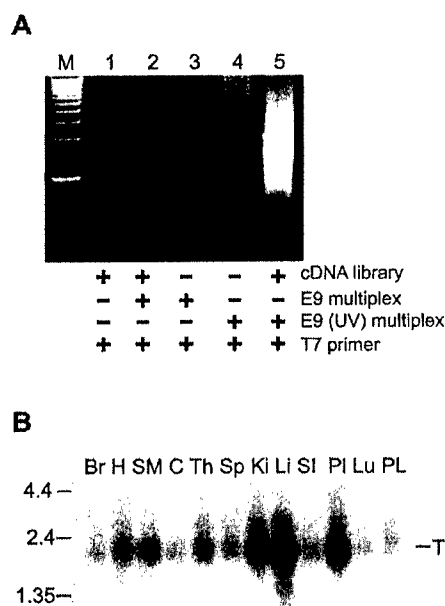 A
M 1 2 3 4 5
+ + − − + cDNA library
− + + − − E9 multiplex
− − − + + E9 (UV) multiplex
+ + + + + T7 primer
B
Br H SM C Th Sp Ki Li SI Pl Lu PL
4.4 –
2.4 –
–T
1.35 –